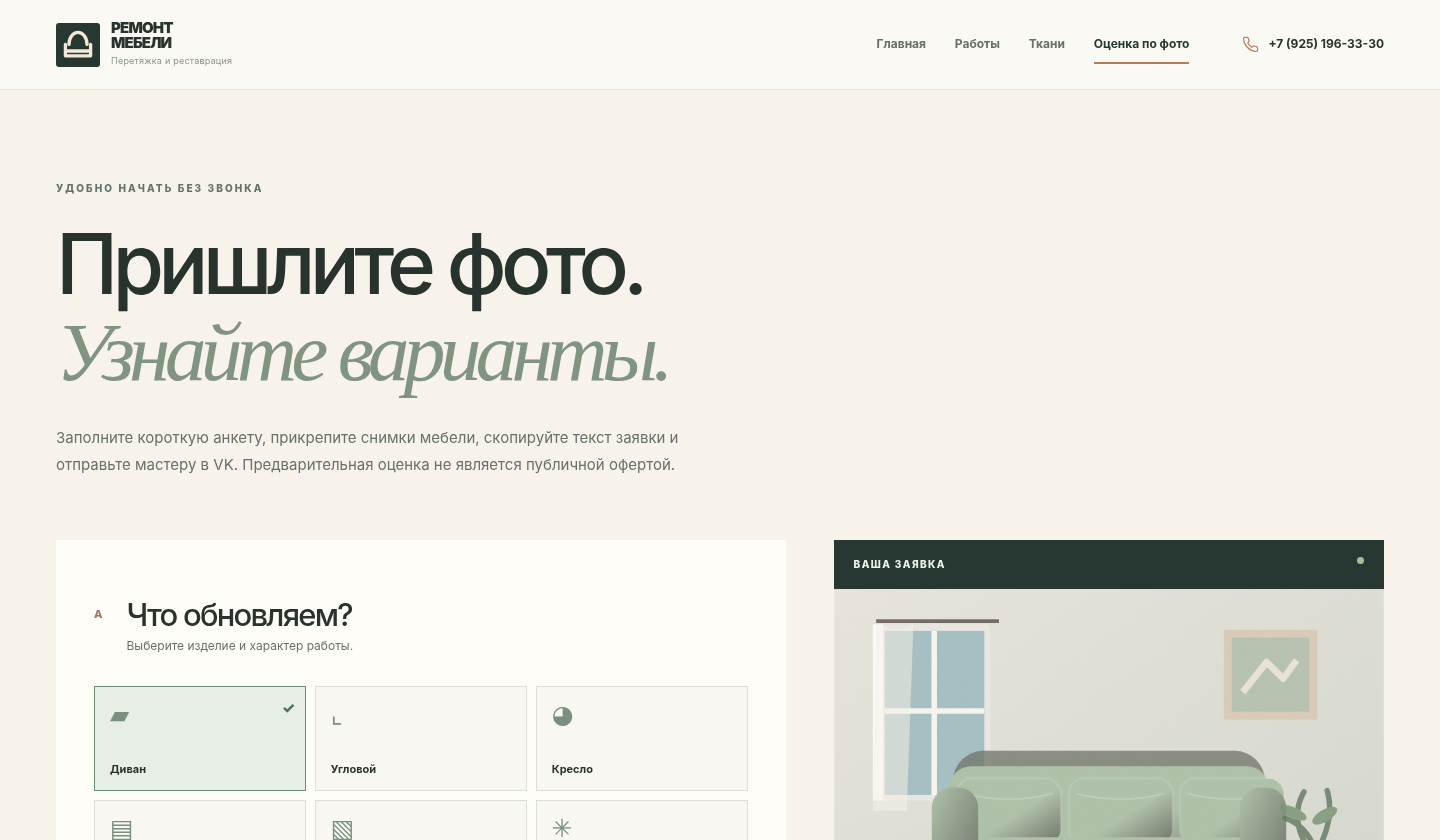 РЕМОНТ
МЕБЕЛИ
Перетяжка и реставрация
Главная
Работы
Ткани
Оценка по фото
+7 (925) 196-33-30
УДОБНО НАЧАТЬ БЕЗ ЗВОНКА
Пришлите фото.
Узнайте варианты.
Заполните короткую анкету, прикрепите снимки мебели, скопируйте текст заявки и
отправьте мастеру в VK. Предварительная оценка не является публичной офертой.
A
Что обновляем?
Выберите изделие и характер работы.
Диван
Угловой
Кресло
ВАША ЗАЯВКА